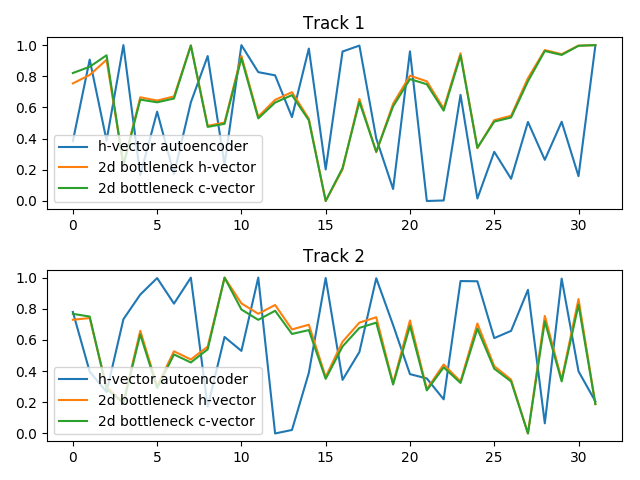 Track 1
1.0
0.8
0.6
0.4
0.2
0.0
h-vector autoencoder
2d bottleneck h-vector
2d bottleneck c-vector
0 5 10 15 20 25 30
Track 2
1.0
0.8
0.6
0.4
0.2
0.0
h-vector autoencoder
2d bottleneck h-vector
2d bottleneck c-vector
0 5 10 15 20 25 30